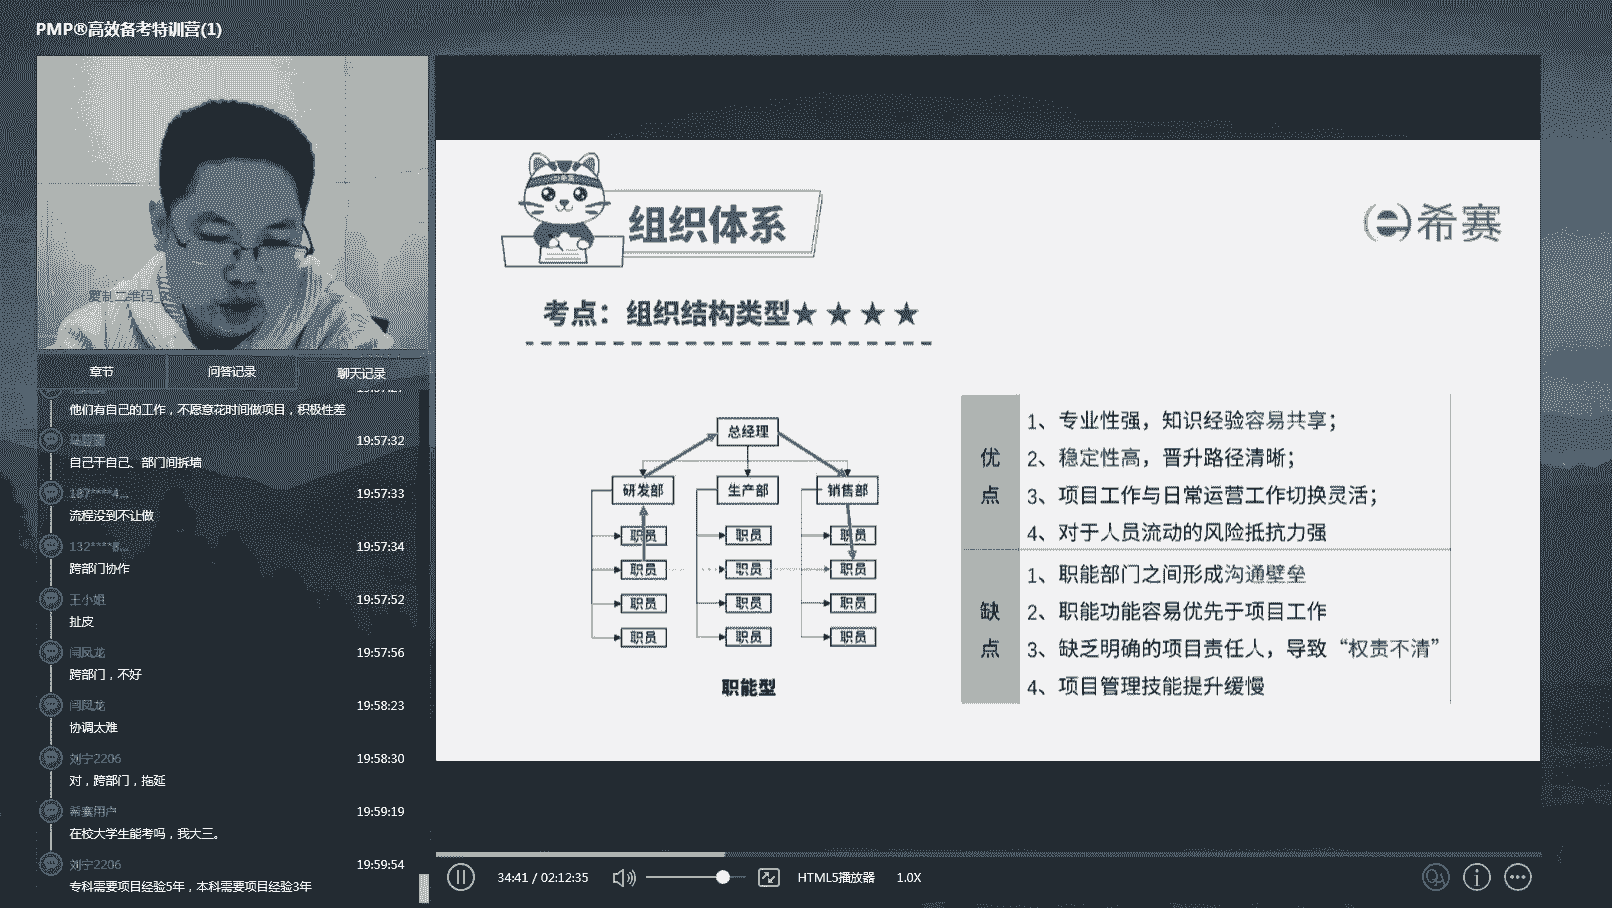 PMP®高效备考特训营(1)
章节
问答记录
聊天记录
他们有自己的工作，不愿意花时间做项目，积极性差
19:57:32
自己干自己、部门间拆墙
187****4...
19:57:33
流程没到不让做
132****8...
19:57:34
跨部门协作
王小姐
19:57:52
扯皮
闫凤龙
19:57:56
跨部门，不好
闫凤龙
19:58:23
协调太难
刘宁2206
19:58:30
对，跨部门，拖延
希赛用户
19:59:19
在校大学生能考吗，我大三。
刘宁2206
19:59:54
专科需要项目经验5年，本科需要项目经验3年
组织体系
希赛
考点：组织结构类型★★★★
总经理
研发部
生产部
销售部
职员
职员
职员
职员
职员
职员
职员
职员
职员
职员
职员
职员
职能型
优点
1、专业性强，知识经验容易共享；
2、稳定性高，晋升路径清晰；
3、项目工作与日常运营工作切换灵活；
4、对于人员流动的风险抵抗力强
缺点
1、职能部门之间形成沟通壁垒
2、职能功能容易优先于项目工作
3、缺乏明确的项目责任人，导致“权责不清”
4、项目管理技能提升缓慢
34:41 / 02:12:35
HTML5播放器
1.0X